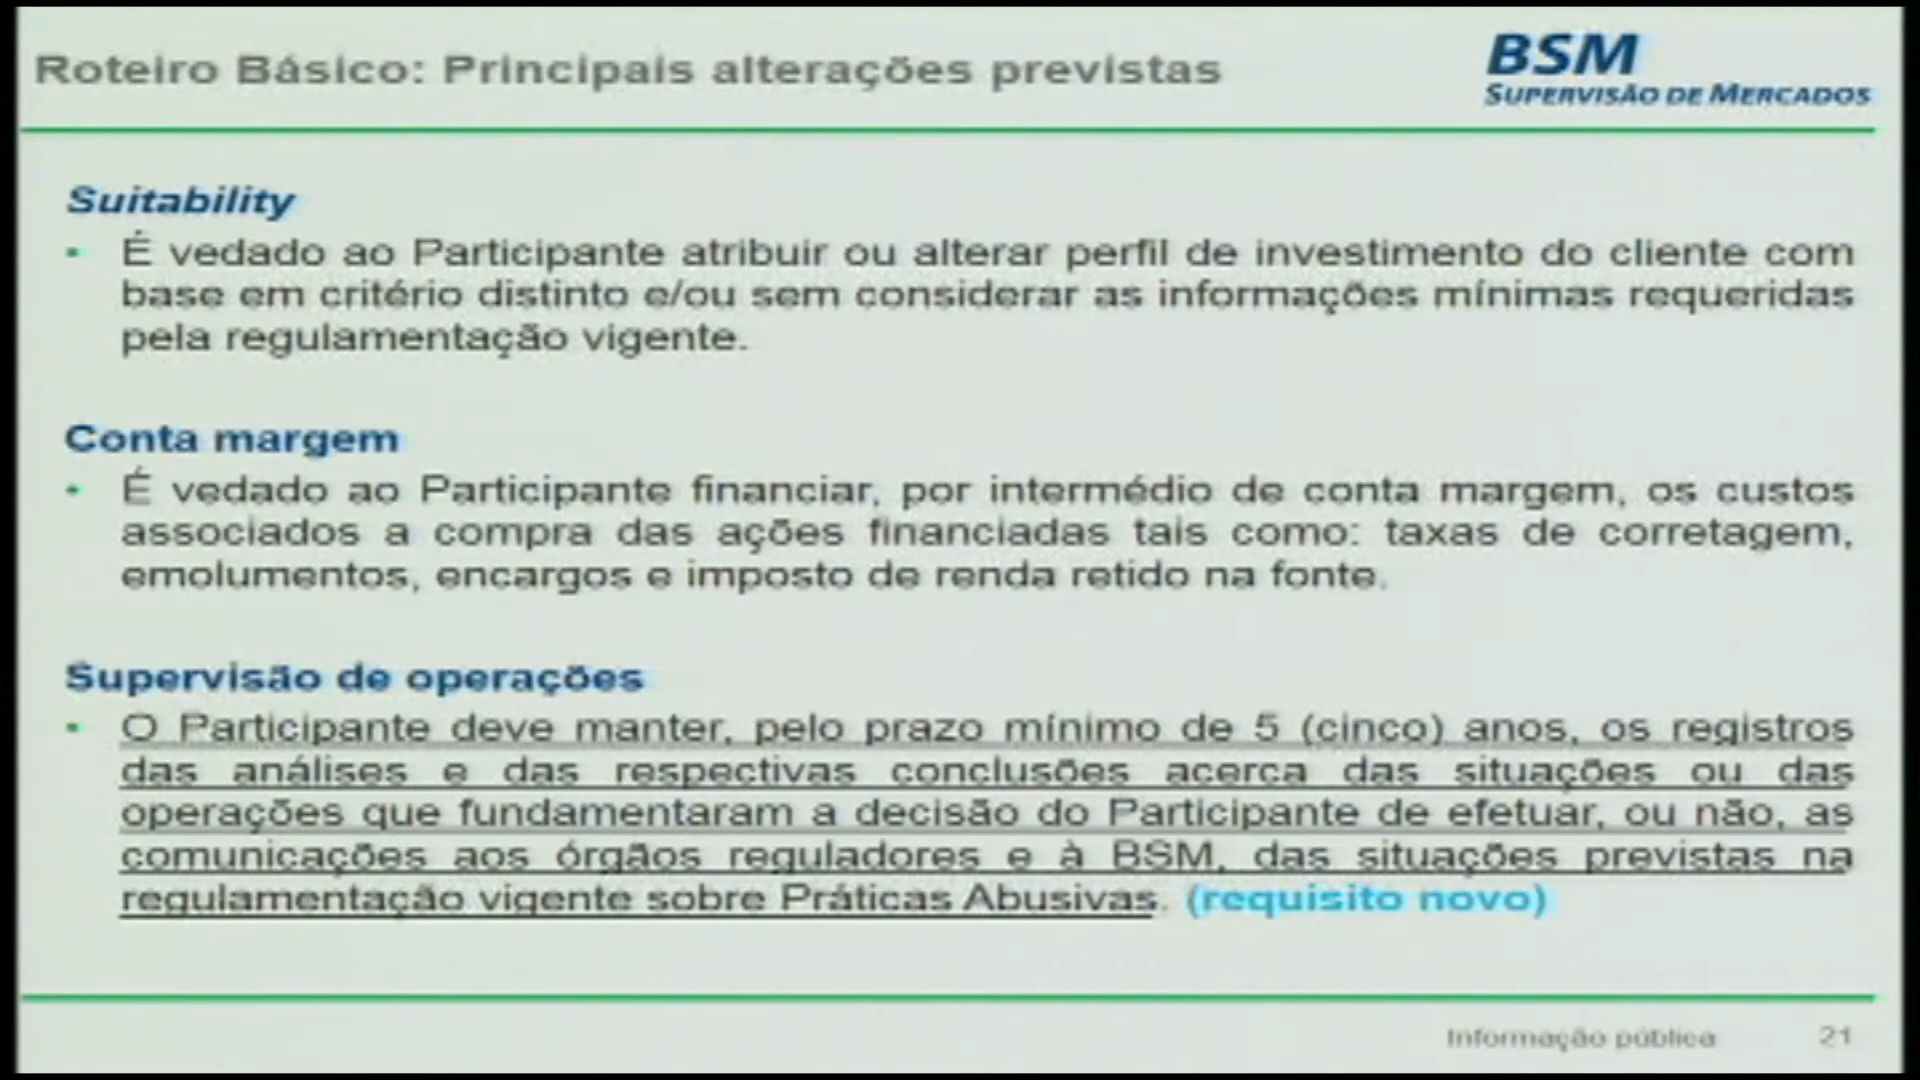 Roteiro Básico: Principais alterações previstas
BSM
SUPERVISÃO DE MERCADOS
Suitability
• É vedado ao Participante atribuir ou alterar perfil de investimento do cliente com
base em critério distinto e/ou sem considerar as informações mínimas requeridas
pela regulamentação vigente.
Conta margem
• É vedado ao Participante financiar, por intermédio de conta margem, os custos
associados a compra das ações financiadas tais como: taxas de corretagem,
emolumentos, encargos e imposto de renda retido na fonte.
Supervisão de operações
• O Participante deve manter, pelo prazo mínimo de 5 (cinco) anos, os registros
das análises e das respectivas conclusões acerca das situações ou das
operações que fundamentaram a decisão do Participante de efetuar, ou não, as
comunicações aos órgãos reguladores e à BSM, das situações previstas na
regulamentação vigente sobre Práticas Abusivas. (requisito novo)
Informação pública
21